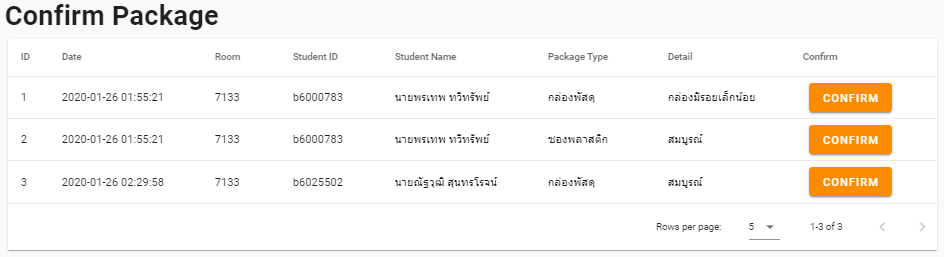 Confirm Package
ID Date Room Student ID Student Name Package Type Detail Confirm
1 2020-01-26 01:55:21 7133 b6000783 นายพรเทพ ทวิทรัพย์ กล่องพัสดุ กล่องมีรอยเล็กน้อย CONFIRM
2 2020-01-26 01:55:21 7133 b6000783 นายพรเทพ ทวิทรัพย์ ซองพลาสติก สมบูรณ์ CONFIRM
3 2020-01-26 02:29:58 7133 b6025502 นายณัฐวุฒิ สุนทรโรจน์ กล่องพัสดุ สมบูรณ์ CONFIRM
Rows per page: 5 1-3 of 3